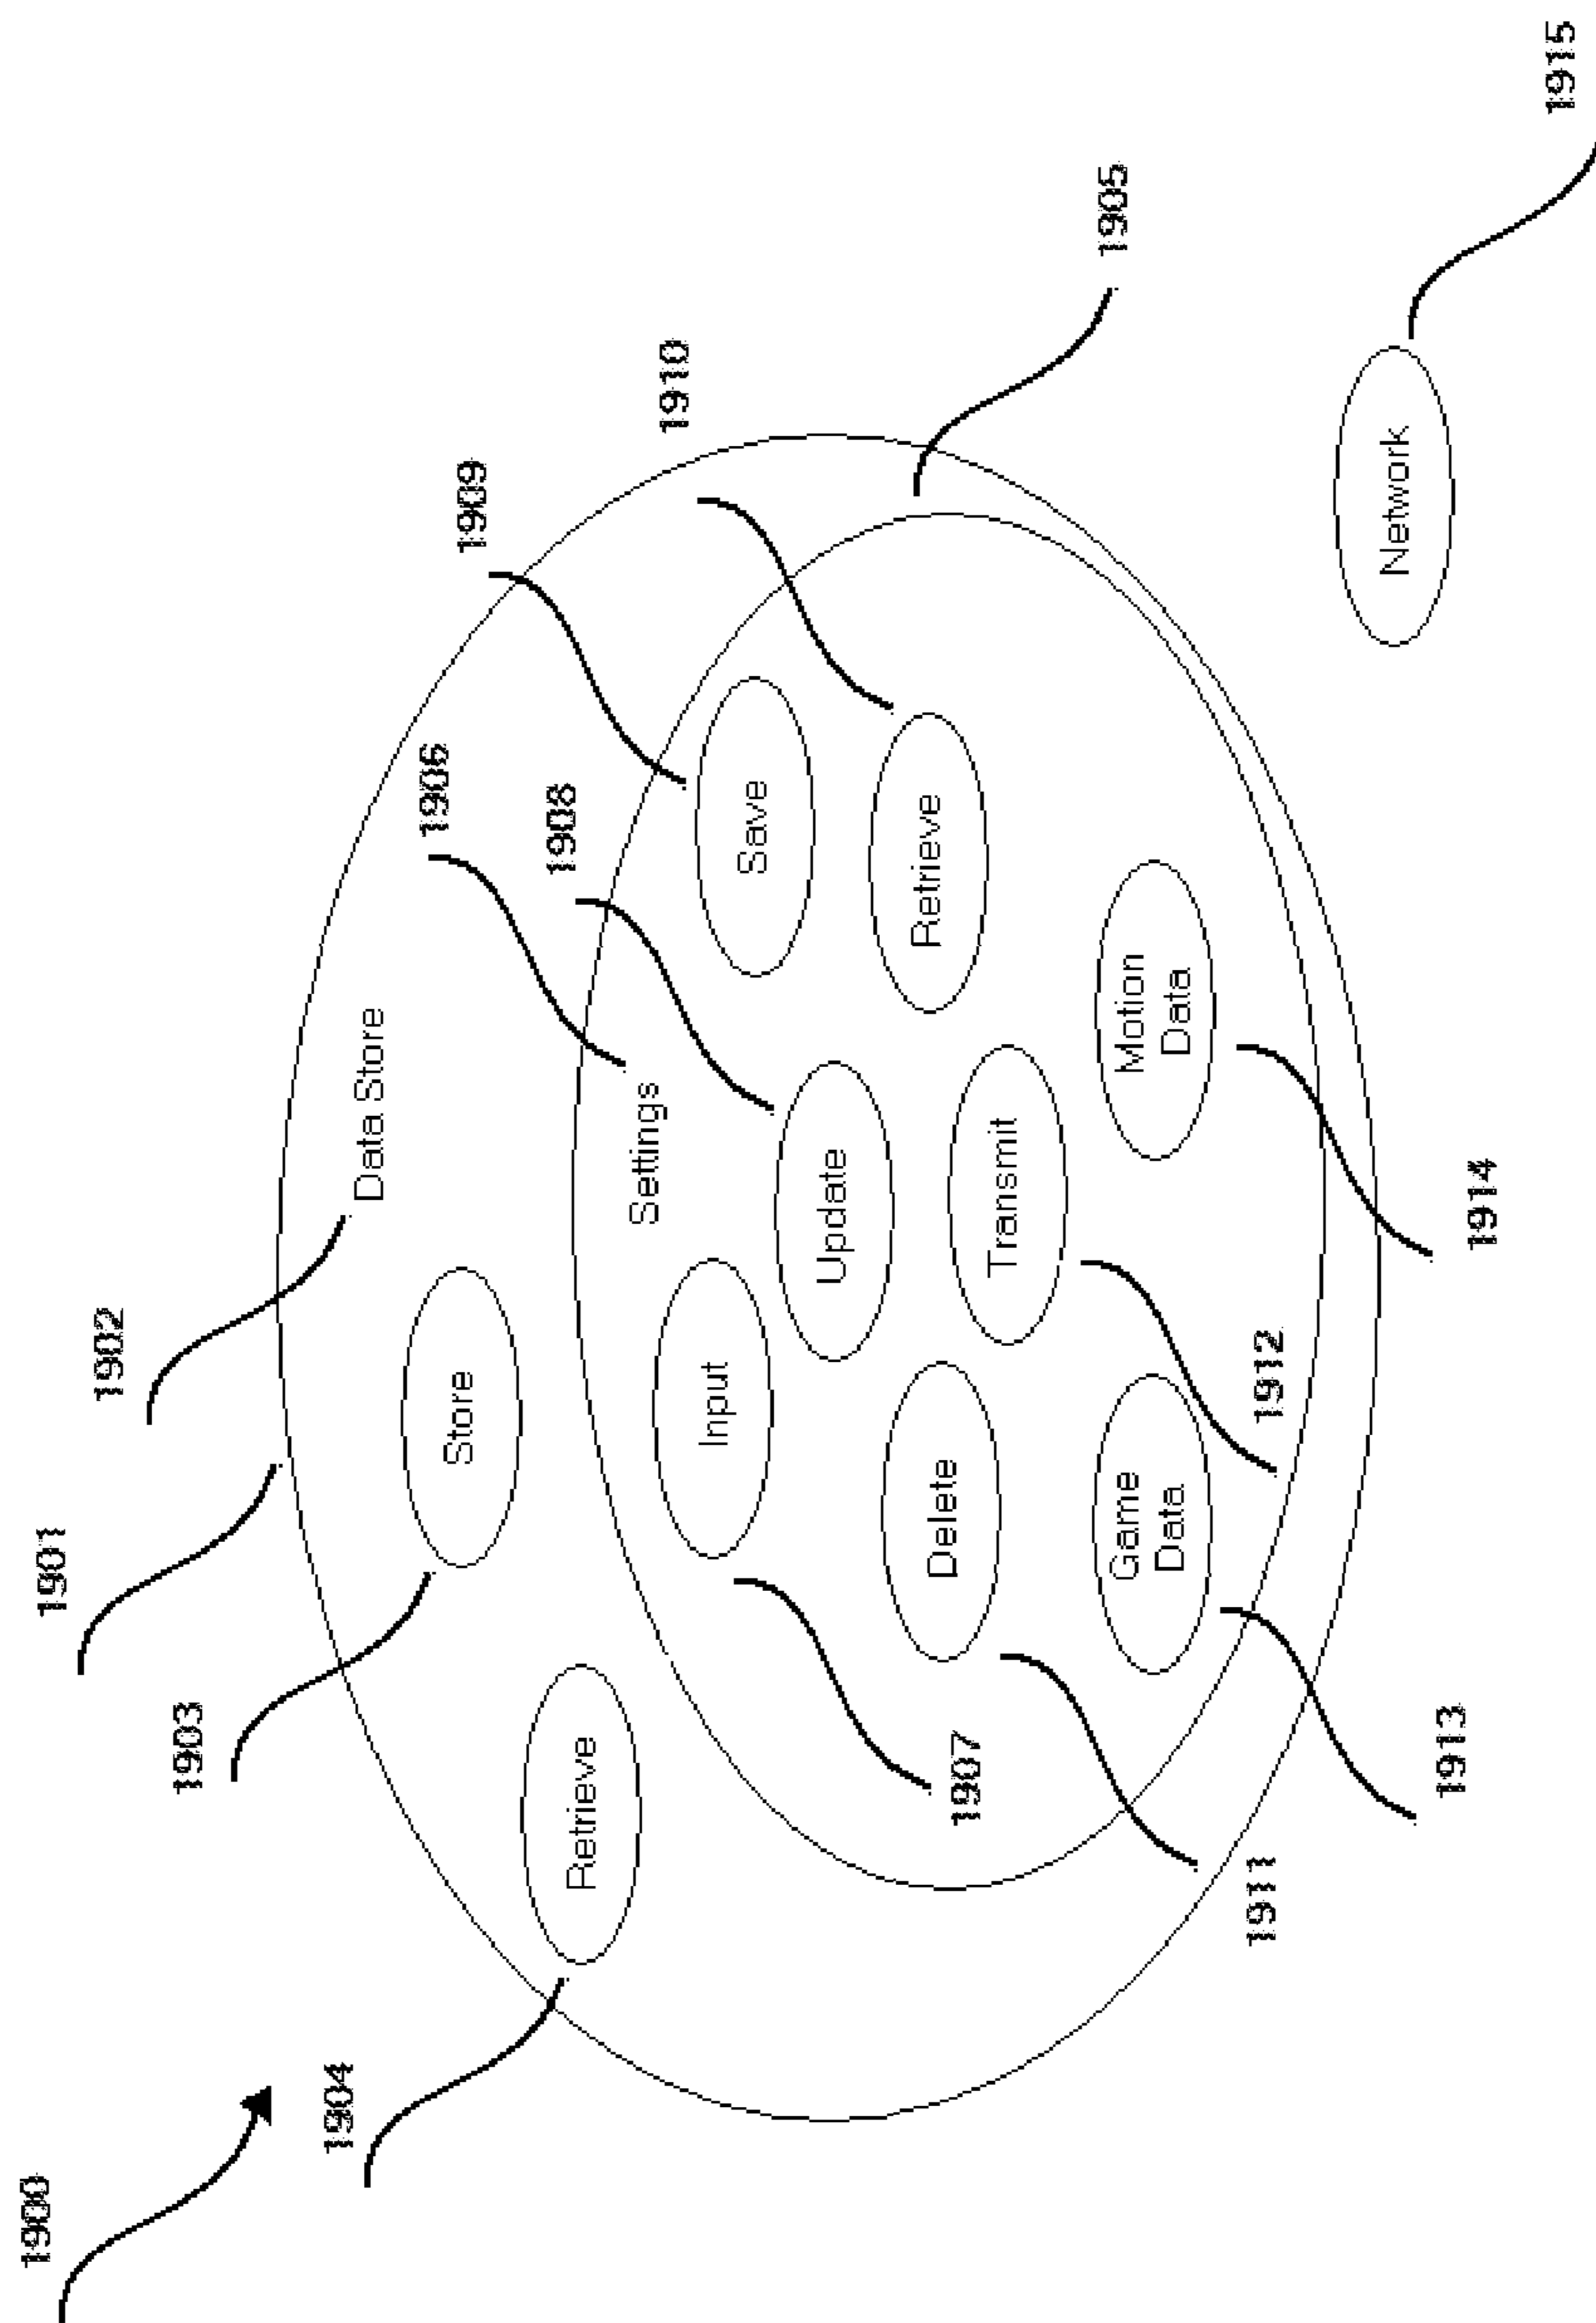 1900
1901
1902
1903
1904
Data Store
1906
Store
1909
1908
Retrieve
Settings
1910
Input
Save
Update
Retrieve
Delete
1907
Transmit
1905
Game
Data
Motion
Data
1911
1912
Network
1913
1914
1915